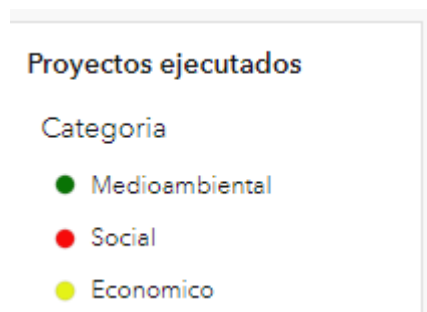 Proyectos ejecutados
Categoria
Medioambiental
Social
Economico